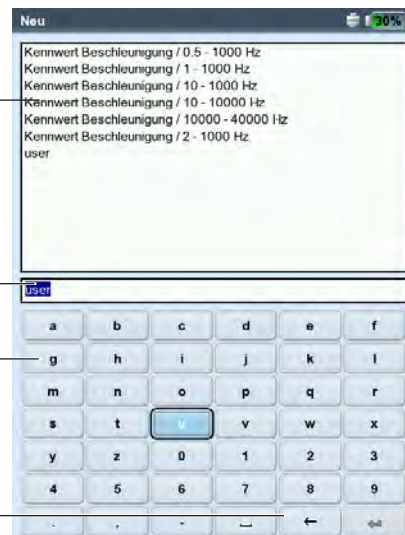 Neu 30%
Kennwert Beschleunigung / 0.5 - 1000 Hz
Kennwert Beschleunigung / 1 - 1000 Hz
Kennwert Beschleunigung / 10 - 1000 Hz
Kennwert Beschleunigung / 10 - 10000 Hz
Kennwert Beschleunigung / 10000 - 40000 Hz
Kennwert Beschleunigung / 2 - 1000 Hz
user
user
a b c d e f
g h i j k l
m n o p q r
s t u v w x
y z 0 1 2 3
4 5 6 7 8 9
. , - ⎵ ← ↵